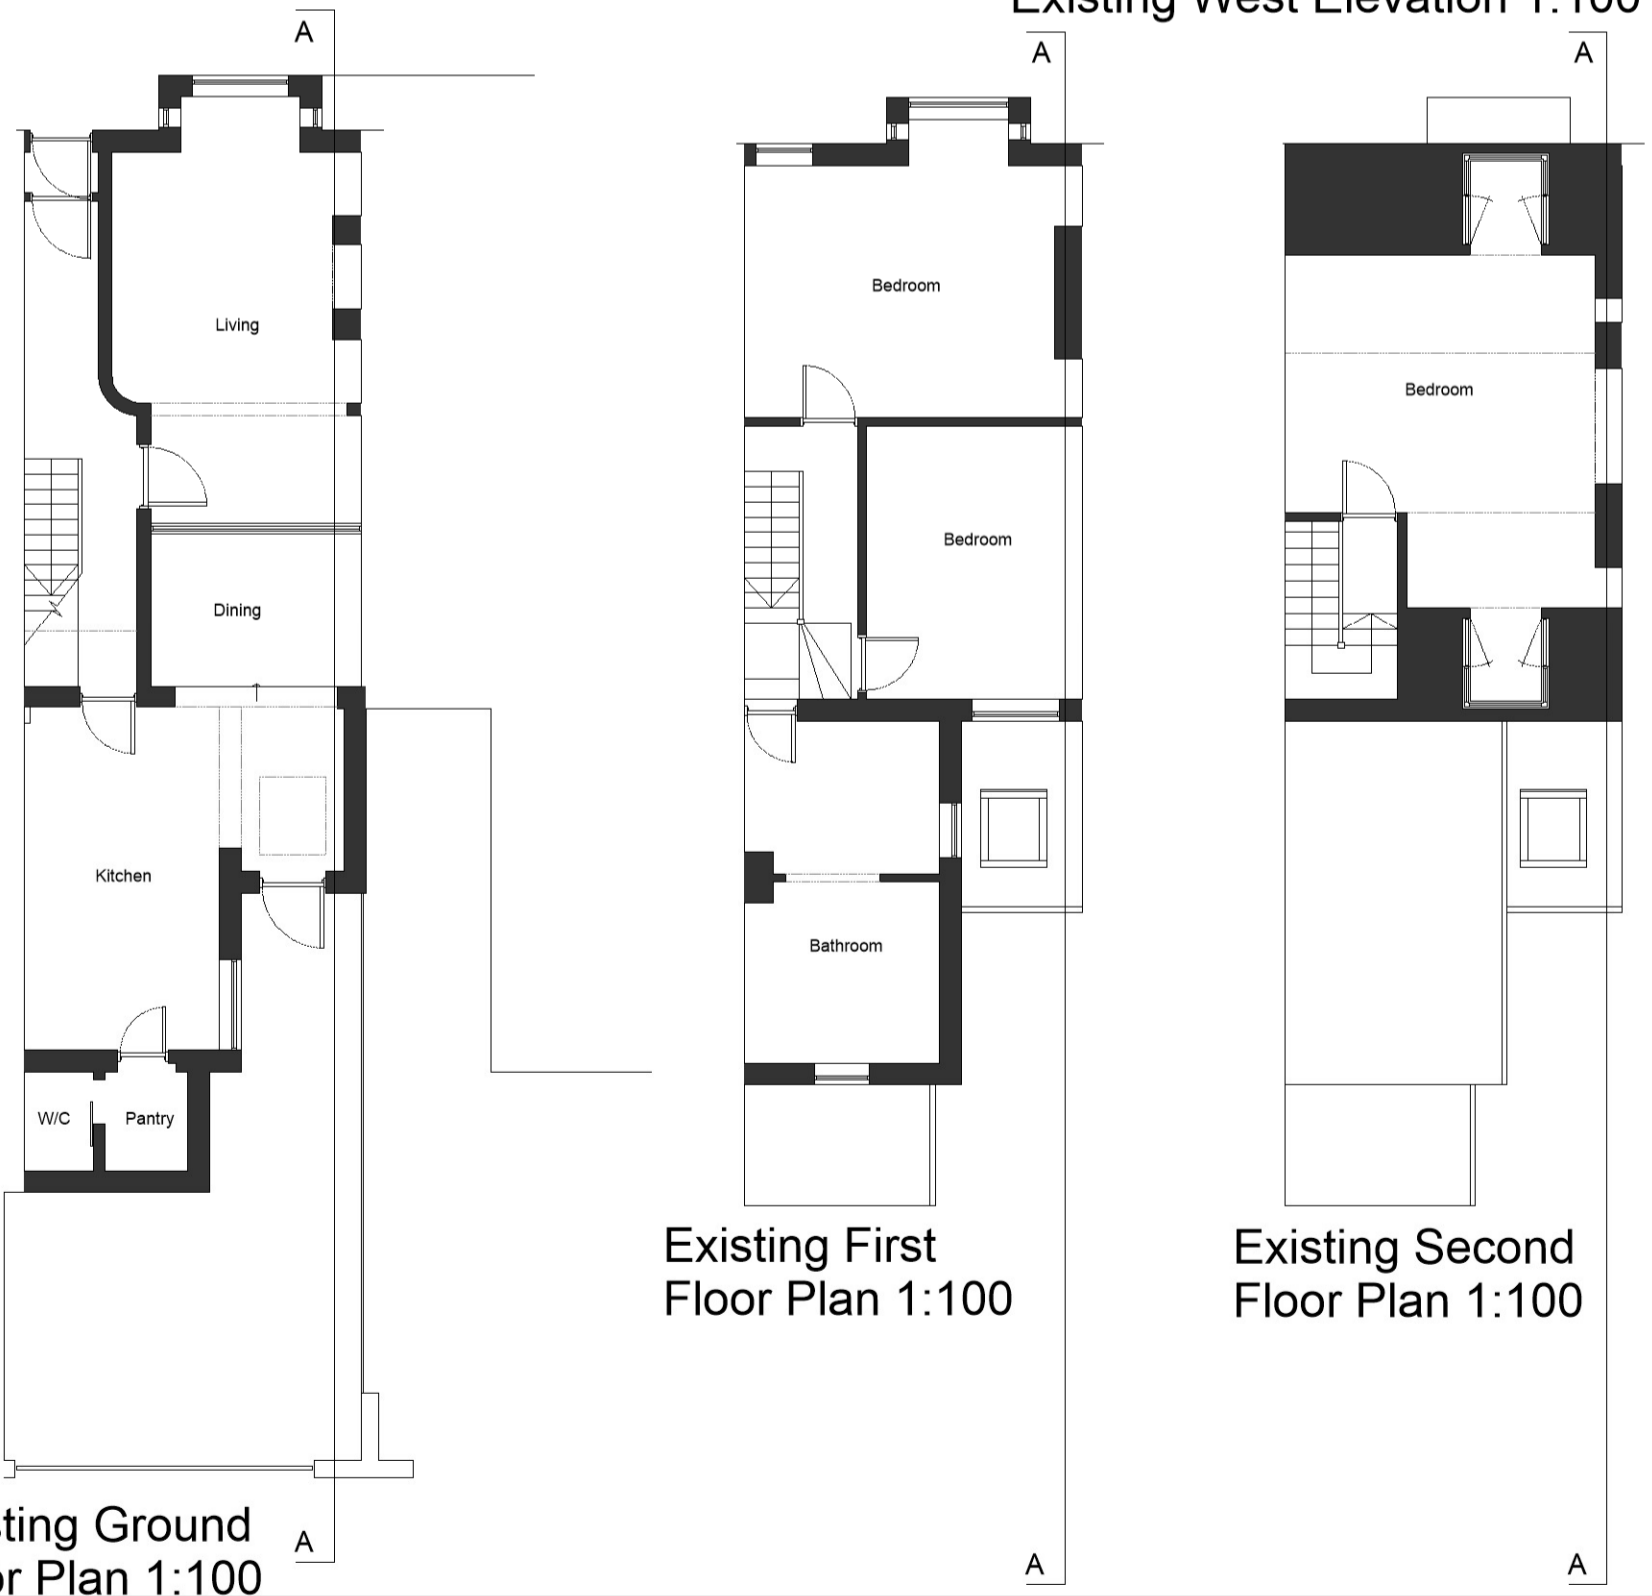 Existing West Elevation 1:100
A
A
A
Living
Dining
Kitchen
W/C
Pantry
Bedroom
Bedroom
Bathroom
Bedroom
Existing First
Floor Plan 1:100
Existing Second
Floor Plan 1:100
ting Ground
r Plan 1:100
A
A
A